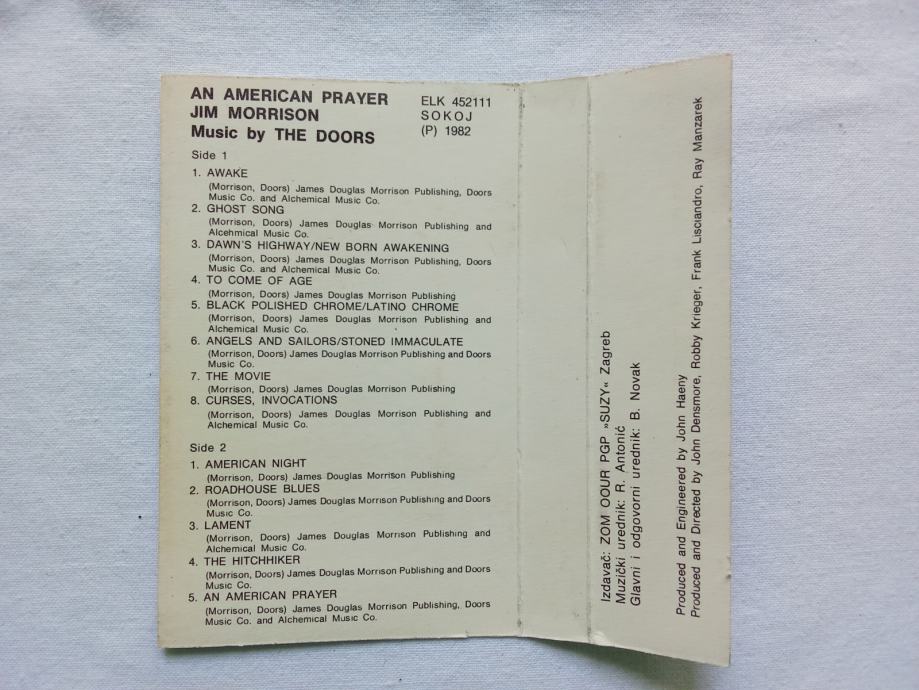 AN AMERICAN PRAYER
JIM MORRISON
Music by THE DOORS
ELK 452111
SOKOJ
(P) 1982
Side 1
1. AWAKE
(Morrison, Doors) James Douglas Morrison Publishing, Doors
Music Co. and Alchemical Music Co.
2. GHOST SONG
(Morrison, Doors) James Douglas Morrison Publishing and
Alcehmical Music Co.
3. DAWN'S HIGHWAY/NEW BORN AWAKENING
(Morrison, Doors) James Douglas Morrison Publishing, Doors
Music Co. and Alchemical Music Co.
4. TO COME OF AGE
(Morrison, Doors) James Douglas Morrison Publishing
5. BLACK POLISHED CHROME/LATINO CHROME
(Morrison, Doors) James Douglas Morrison Publishing and
Alchemical Music Co.
6. ANGELS AND SAILORS/STONED IMMACULATE
(Morrison, Doors) James Douglas Morrison Publishing and Doors
Music Co.
7. THE MOVIE
(Morrison, Doors) James Douglas Morrison Publishing
8. CURSES, INVOCATIONS
(Morrison, Doors) James Douglas Morrison Publishing and
Alchemical Music Co.
Side 2
1. AMERICAN NIGHT
(Morrison, Doors) James Douglas Morrison Publishing
2. ROADHOUSE BLUES
(Morrison, Doors) James Douglas Morrison Publishing and Doors
Music Co.
3. LAMENT
(Morrison, Doors) James Douglas Morrison Publishing and
Alchemical Music Co.
4. THE HITCHHIKER
(Morrison, Doors) James Douglas Morrison Publishing and Doors
Music Co.
5. AN AMERICAN PRAYER
(Morrison, Doors) James Douglas Morrison Publishing, Doors
Music Co. and Alchemical Music Co.
Izdavač: ZOM OOUR PGP »SUZY« Zagreb
Muzički urednik: R. Antonić
Glavni i odgovorni urednik: B. Novak
Produced and Engineered by John Haeny
Produced and Directed by John Densmore, Robby Krieger, Frank Lisciandro, Ray Manzarek